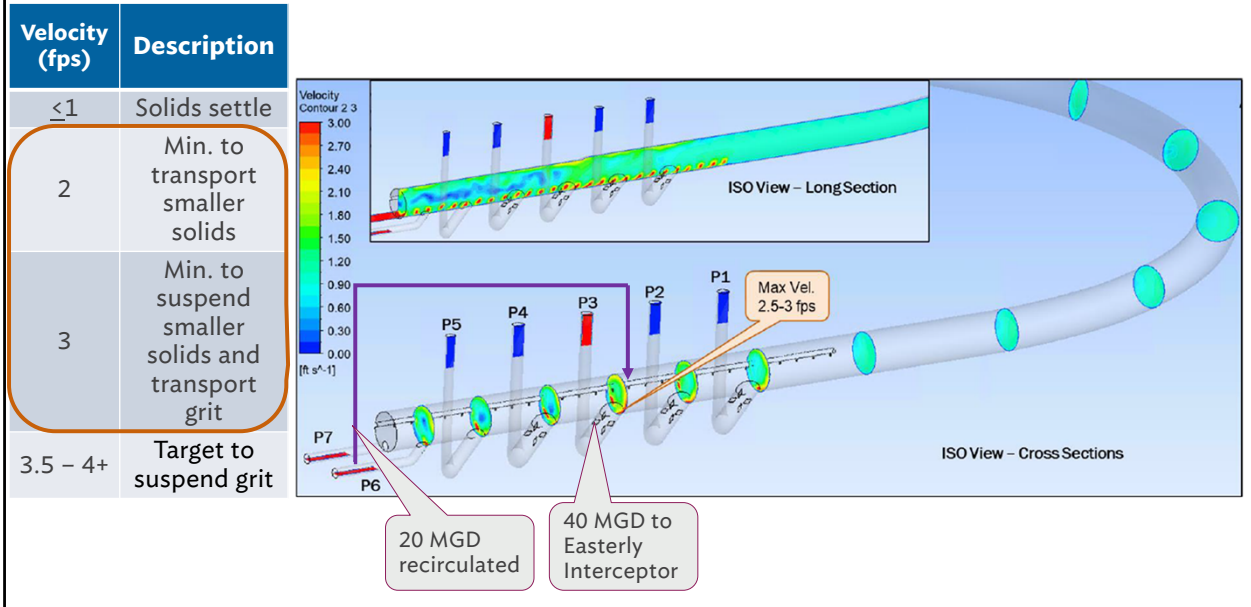 Velocity
(fps)
Description
≤1
Solids settle
2
Min. to
transport
smaller
solids
3
Min. to
suspend
smaller
solids and
transport
grit
3.5 – 4+
Target to
suspend grit
Velocity
Contour 2 3
3.00
2.70
2.40
2.10
1.80
1.50
1.20
0.90
0.60
0.30
0.00
[ft s^-1]
ISO View – Long Section
P1
P2
P3
P4
P5
P7
P6
Max Vel.
2.5-3 fps
ISO View – Cross Sections
20 MGD
recirculated
40 MGD to
Easterly
Interceptor